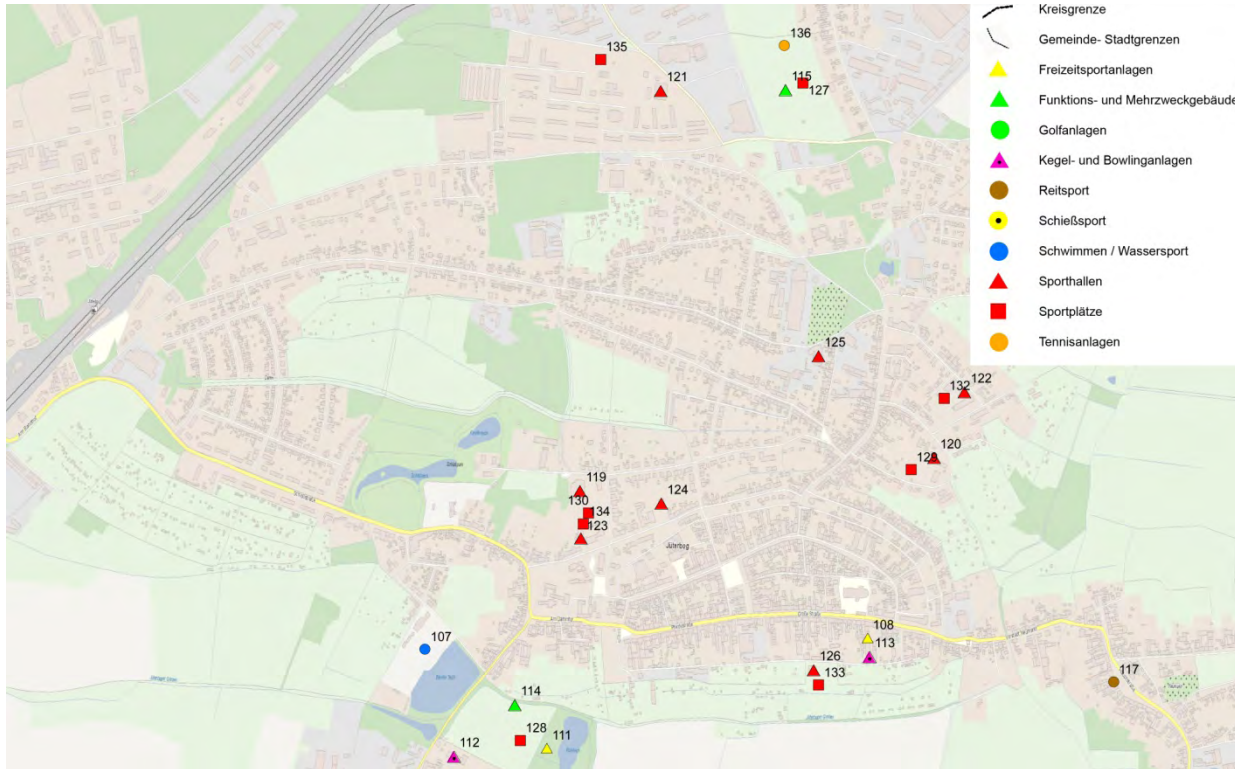 Kreisgrenze
Gemeinde- Stadtgrenzen
Freizeitsportanlagen
Funktions- und Mehrzweckgebäude
Golfanlagen
Kegel- und Bowlinganlagen
Reitsport
Schießsport
Schwimmen / Wassersport
Sporthallen
Sportplätze
Tennisanlagen
136
135
121
115
127
125
122
132
120
129
119
124
130
134
123
Jüterbog
108
113
107
126
133
117
114
128
111
112